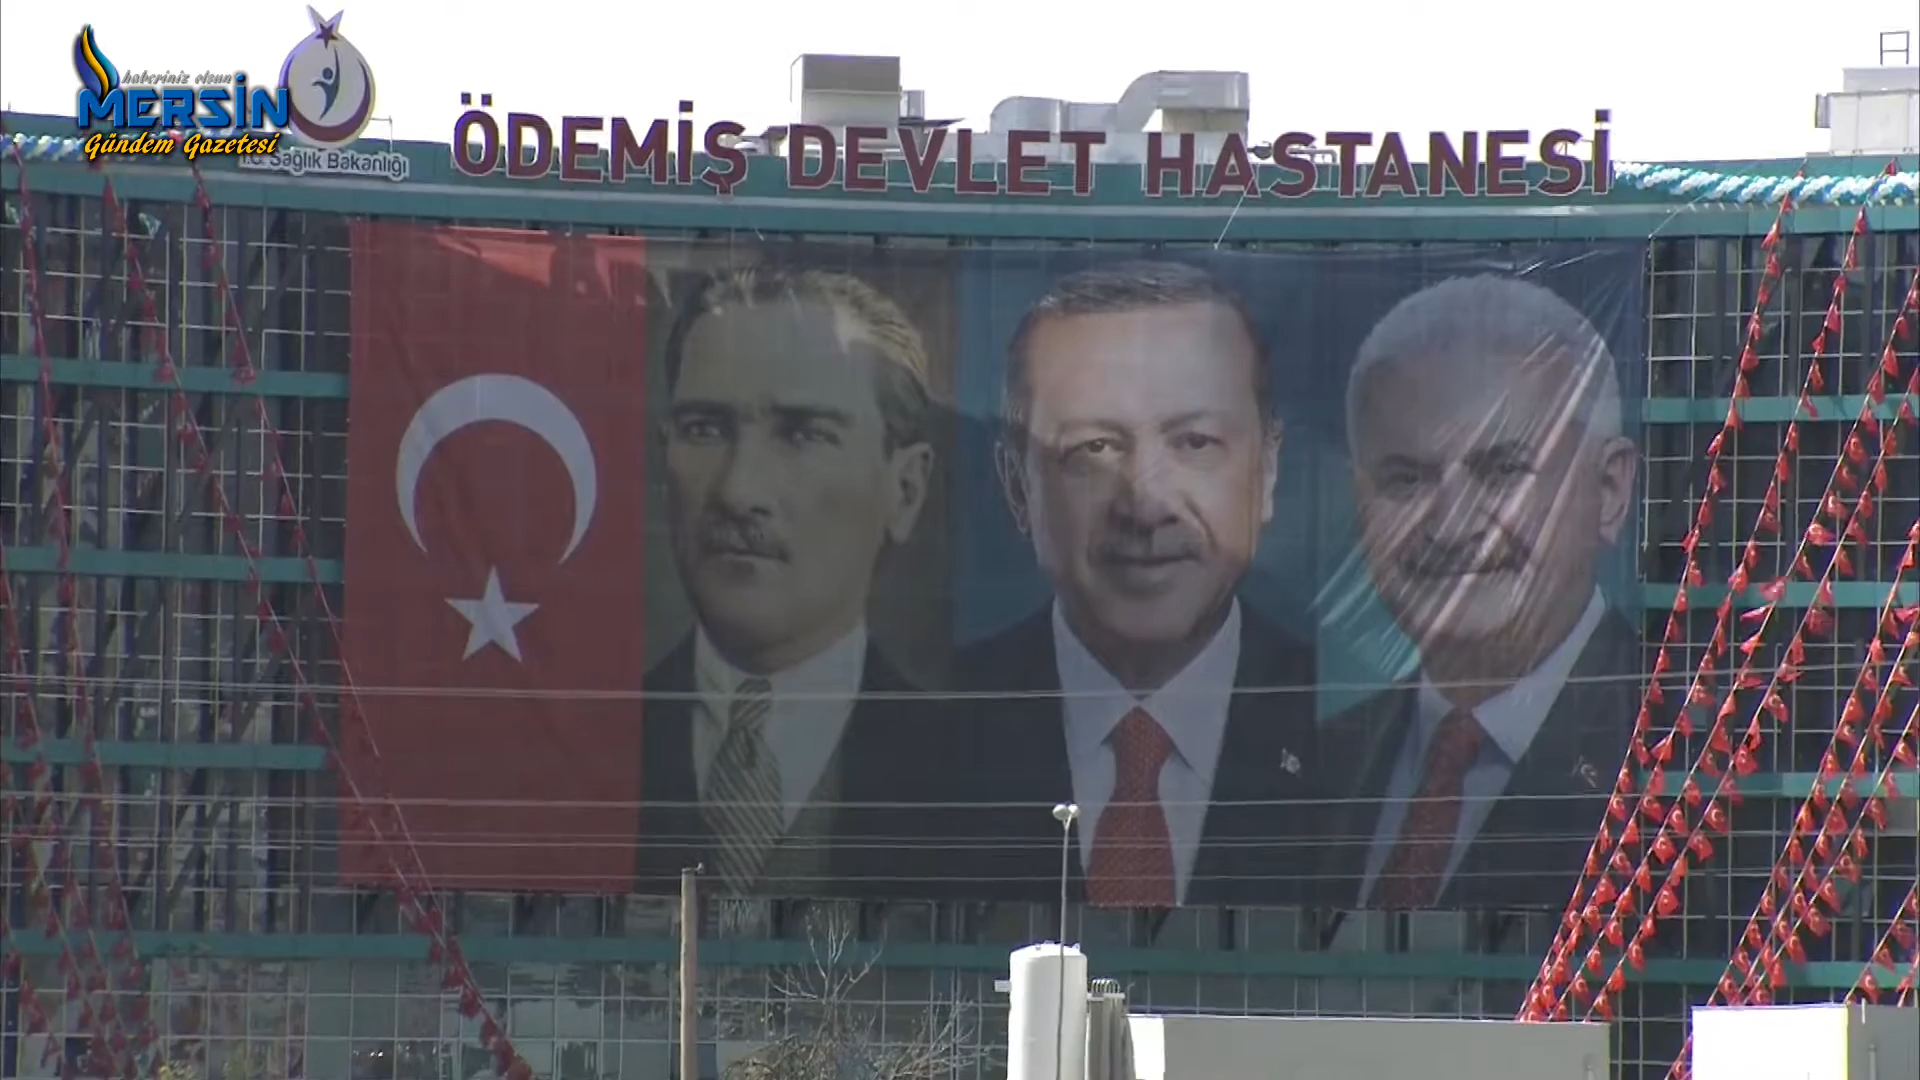 haberiniz olsun
MERSİN
Gündem Gazetesi
T.C. Sağlık Bakanlığı
ÖDEMİŞ DEVLET HASTANESİ